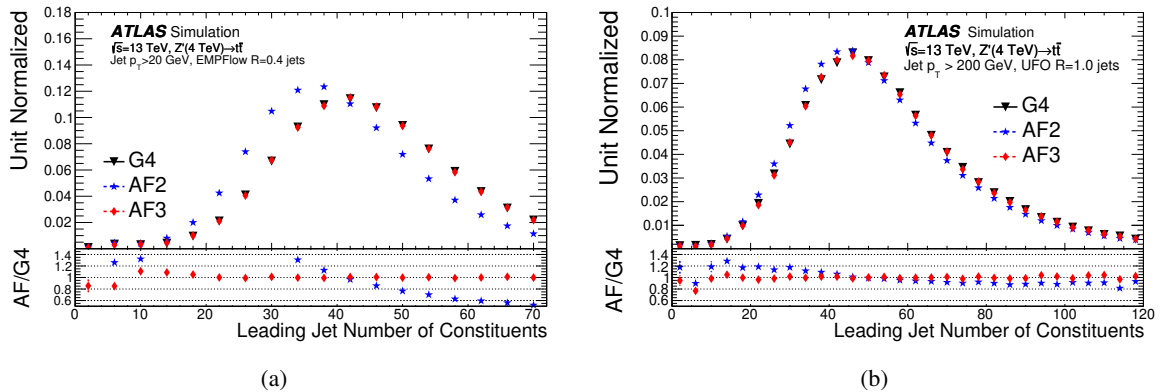 ATLAS Simulation
√s=13 TeV, Z'(4 TeV)→tt̄
Jet p_T>20 GeV, EMPFlow R=0.4 jets
G4
AF2
AF3
Unit Normalized
0.18
0.16
0.14
0.12
0.1
0.08
0.06
0.04
0.02
AF/G4
1.4
1.2
1.0
0.8
0.6
0 10 20 30 40 50 60 70
Leading Jet Number of Constituents
(a)
ATLAS Simulation
√s=13 TeV, Z'(4 TeV)→tt̄
Jet p_T > 200 GeV, UFO R=1.0 jets
G4
AF2
AF3
Unit Normalized
0.1
0.09
0.08
0.07
0.06
0.05
0.04
0.03
0.02
0.01
AF/G4
1.4
1.2
1.0
0.8
0.6
0 20 40 60 80 100 120
Leading Jet Number of Constituents
(b)